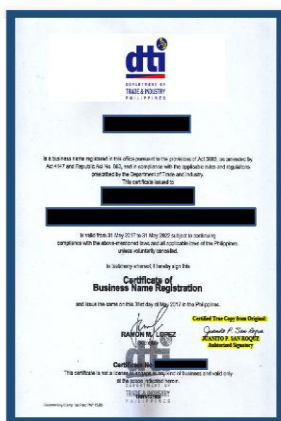 dti
DEPARTMENT OF
TRADE & INDUSTRY
PHILIPPINES
is a business name registered in this office pursuant to the provisions of Act 3883, as amended by
Act 4147 and Republic Act No. 863, and in compliance with the applicable rules and regulations
prescribed by the Department of Trade and Industry.
This certificate issued to
is valid from 31 May 2017 to 31 May 2022 subject to continuing
compliance with the above-mentioned laws and all applicable laws of the Philippines
unless voluntarily cancelled.
In testimony whereof, I hereby sign this
Certificate of
Business Name Registration
and issue the same on this 31st day of May 2017 in the Philippines.
Certified True Copy from Original:
Juanito P. San Roque
RAMON M. LOPEZ
JUANITO P. SAN ROQUE
Authorized Signatory
Certificate No
This certificate is not a license to engage in any kind of business and valid only
at the scope indicated herein.